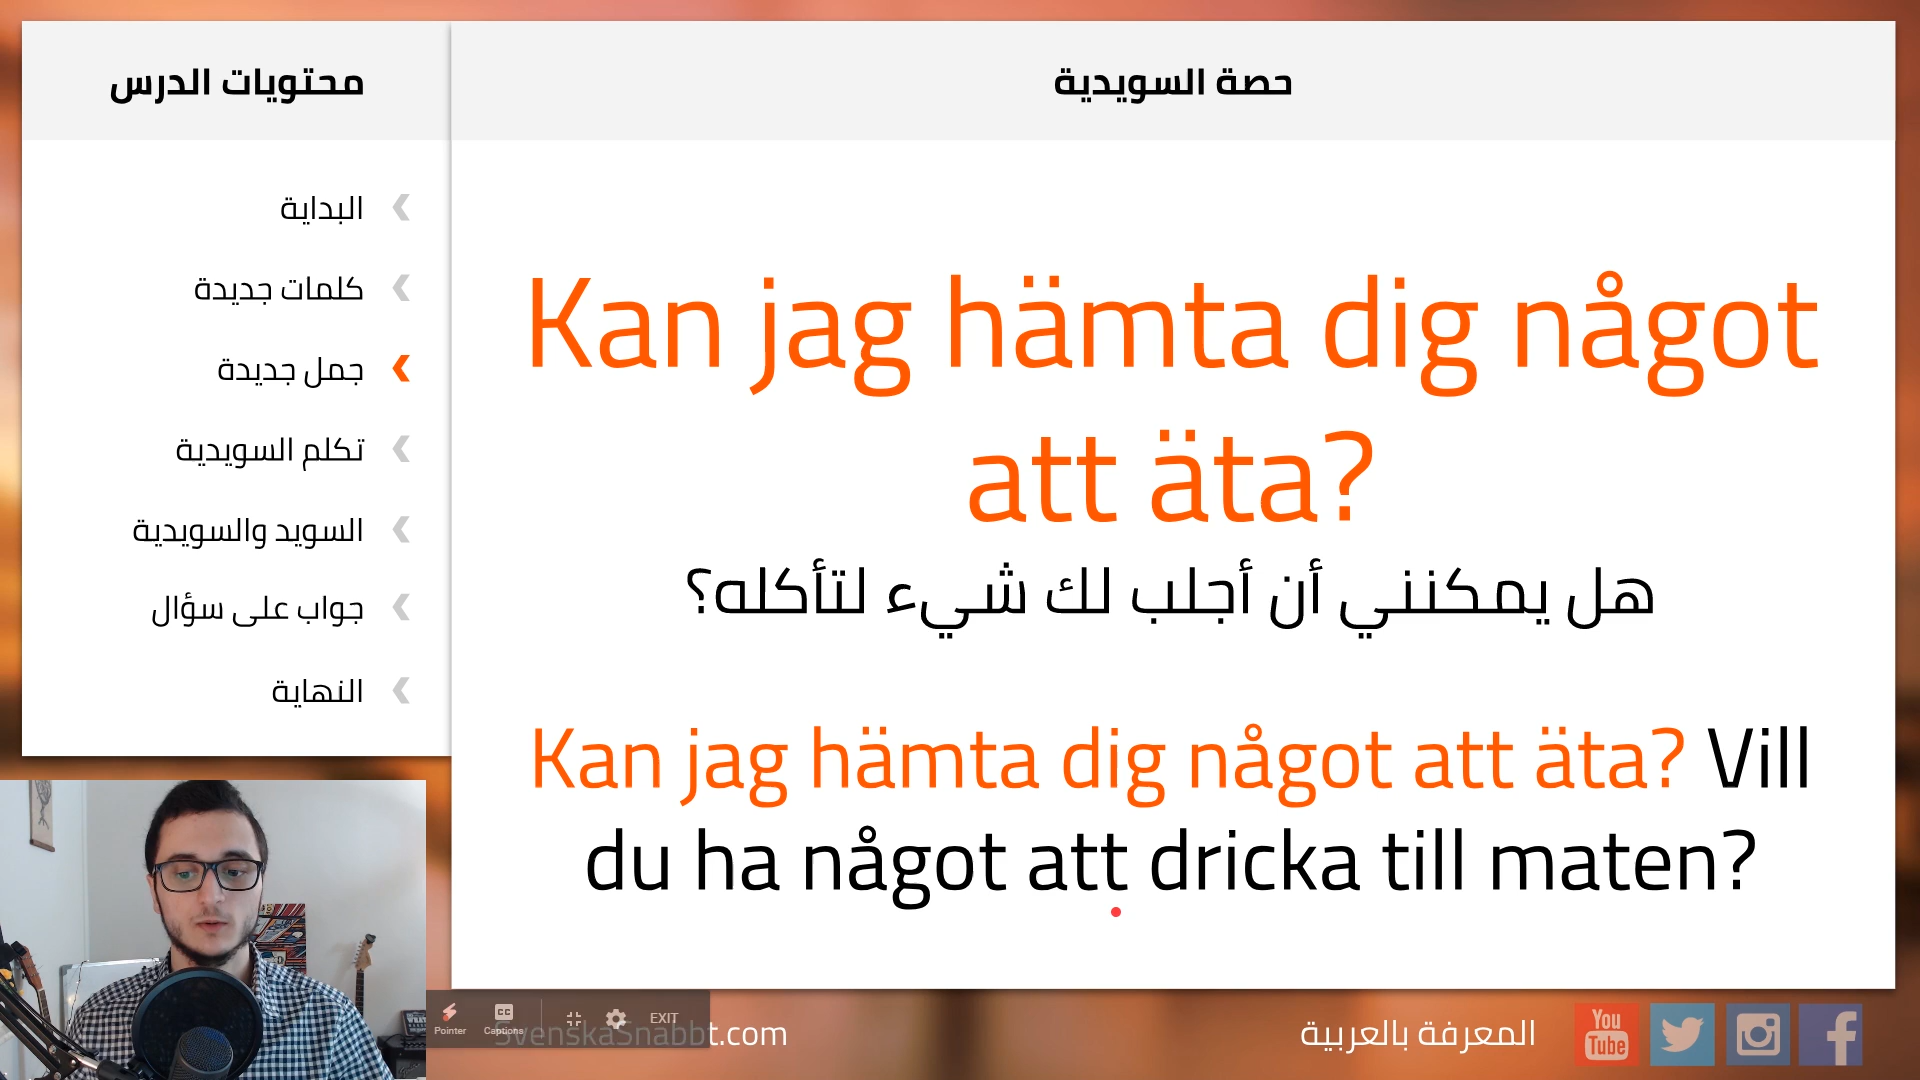 محتويات الدرس
البداية
كلمات جديدة
جمل جديدة
تكلم السويدية
السويد والسويدية
جواب على سؤال
النهاية
حصة السويدية
Kan jag hämta dig något
att äta?
هل يمكنني أن أجلب لك شيء لتأكله؟
Kan jag hämta dig något att äta? Vill
du ha något att dricka till maten?
Pointer
CC
Captions
EXIT
SvenskaSnabbt.com
المعرفة بالعربية
You
Tube